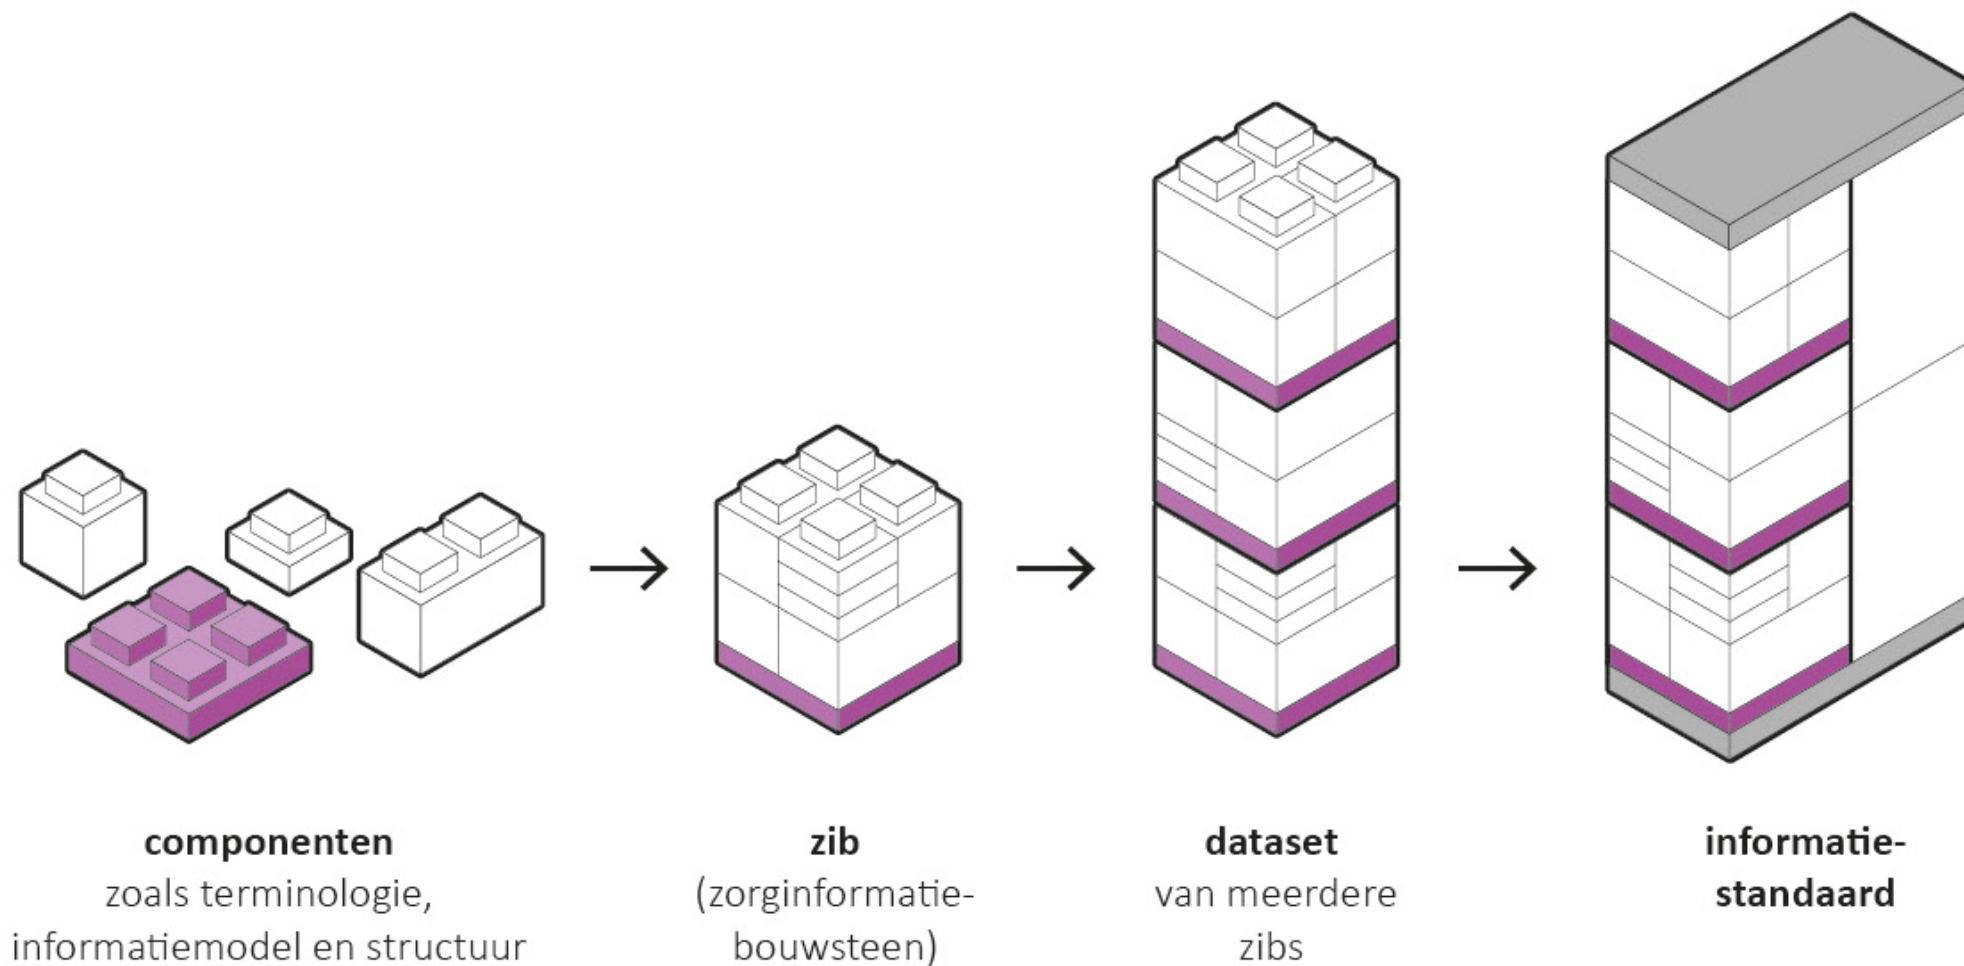 componenten
zoals terminologie,
informatiemodel en structuur
zib
(zorginformatie-
bouwsteen)
dataset
van meerdere
zibs
informatie-
standaard